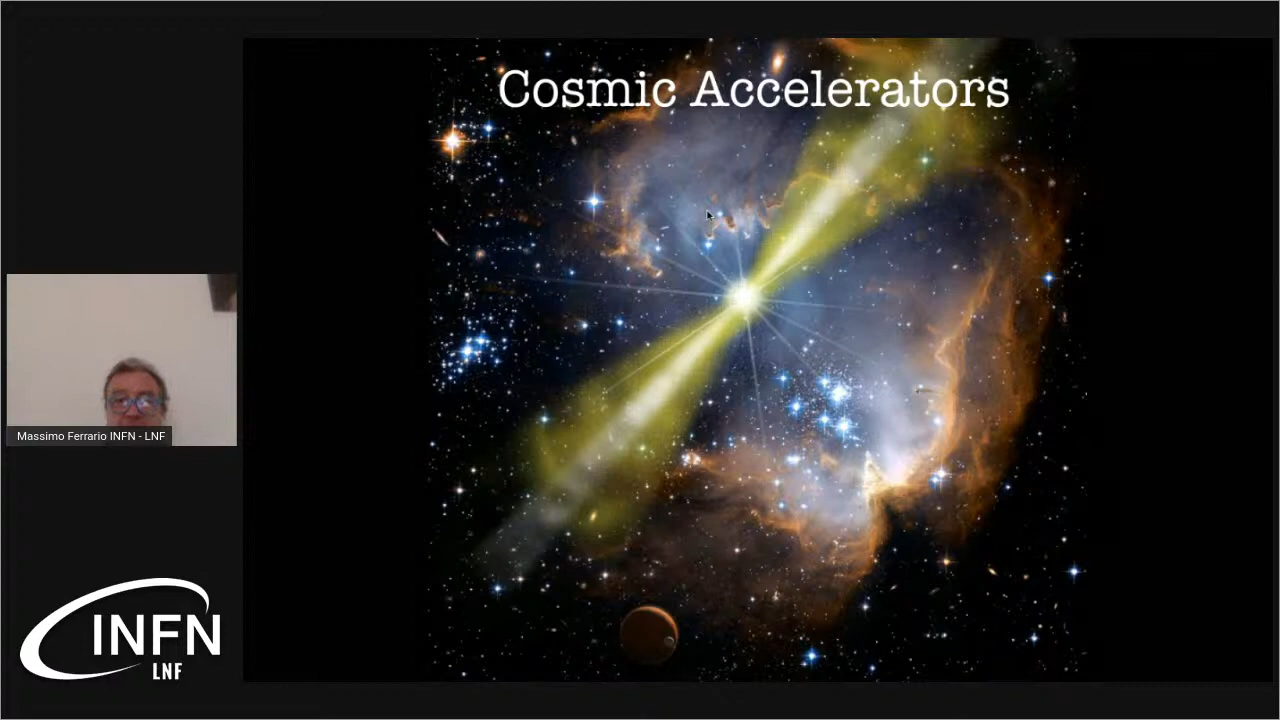 Cosmic Accelerators
Massimo Ferrario INFN - LNF
INFN
LNF